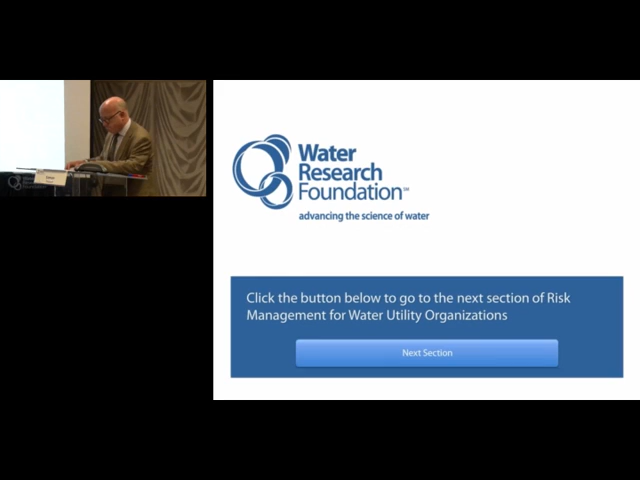 Water
Research
Foundation℠
advancing the science of water
Click the button below to go to the next section of Risk
Management for Water Utility Organizations
Next Section